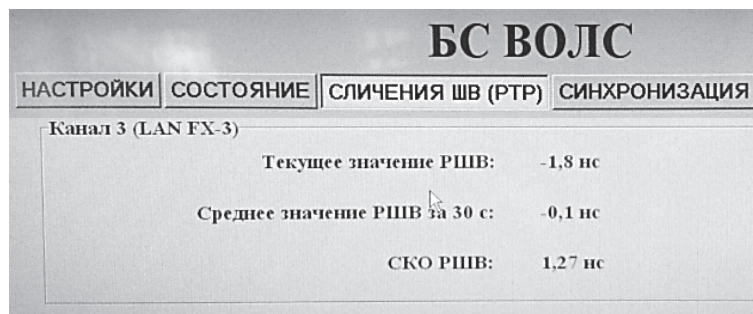 БС ВОЛС
НАСТРОЙКИ СОСТОЯНИЕ СЛИЧЕНИЯ ШВ (PTP) СИНХРОНИЗАЦИЯ
Канал 3 (LAN FX-3)
Текущее значение РШВ: -1,8 нс
Среднее значение РШВ за 30 с: -0,1 нс
СКО РШВ: 1,27 нс